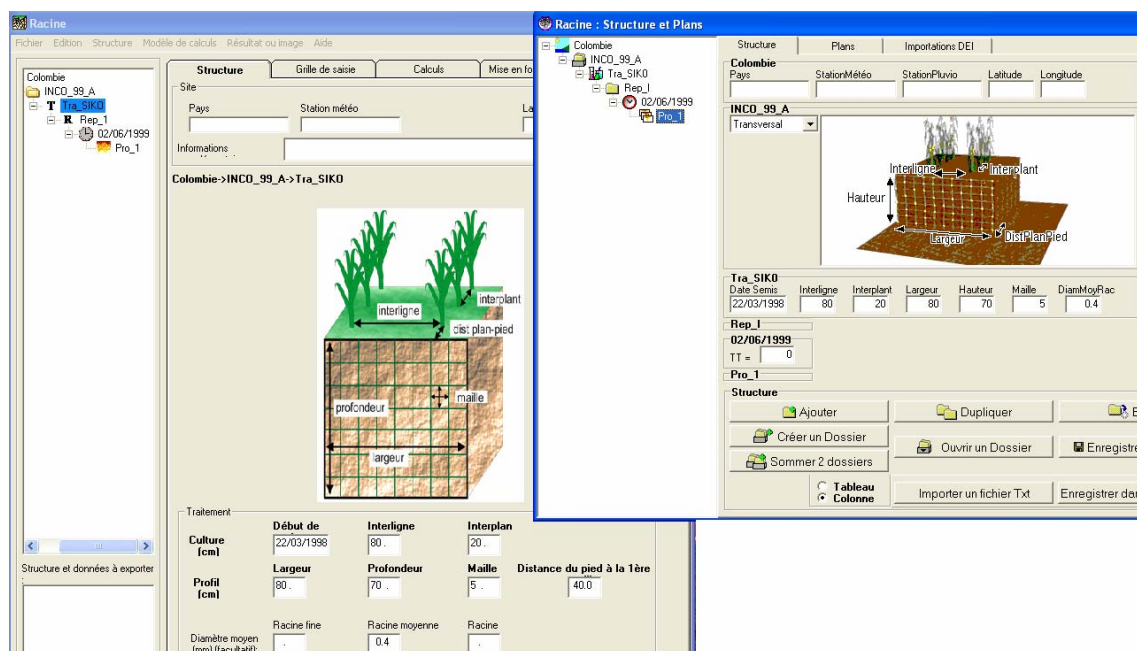 Racine
Fichier Edition Structure Modèle de calculs Résultat ou image Aide
Colombie
INCO_99_A
T Tra_SIKO
R Rep_1
02/06/1999
Pro_1
Structure et données à exporter
:
Structure Grille de saisie Calculs Mise en fo
Site
Pays Station météo La
Informations
Colombie->INCO_99_A->Tra_SIKO
interligne
interplant
dist plan-pied
maille
profondeur
largeur
Traitement
Début de Interligne Interplan
Culture (cm) 22/03/1998 80 . 20 .
Largeur Profondeur Maille Distance du pied à la 1ère
Profil (cm) 80 . 70 . 5 . 40.0
Racine fine Racine moyenne Racine
Diamètre moyen (mm) (facultatif): . 0.4 .
Racine : Structure et Plans
Colombie
INCO_99_A
Tra_SIKO
Rep_I
02/06/1999
Pro_1
Structure Plans Importations DEI
Colombie
Pays StationMétéo StationPluvio Latitude Longitude
INCO_99_A
Transversal
Interligne
Interplant
Hauteur
Largeur
DistPlanPied
Tra_SIKO
Date Semis Interligne Interplant Largeur Hauteur Maille DiamMoyRac
22/03/1998 80 20 80 70 5 0.4
Rep_I
02/06/1999
TT = 0
Pro_1
Structure
Ajouter Dupliquer E
Créer un Dossier Ouvrir un Dossier Enregistre
Sommer 2 dossiers
Tableau
Colonne
Importer un fichier Txt Enregistrer dan